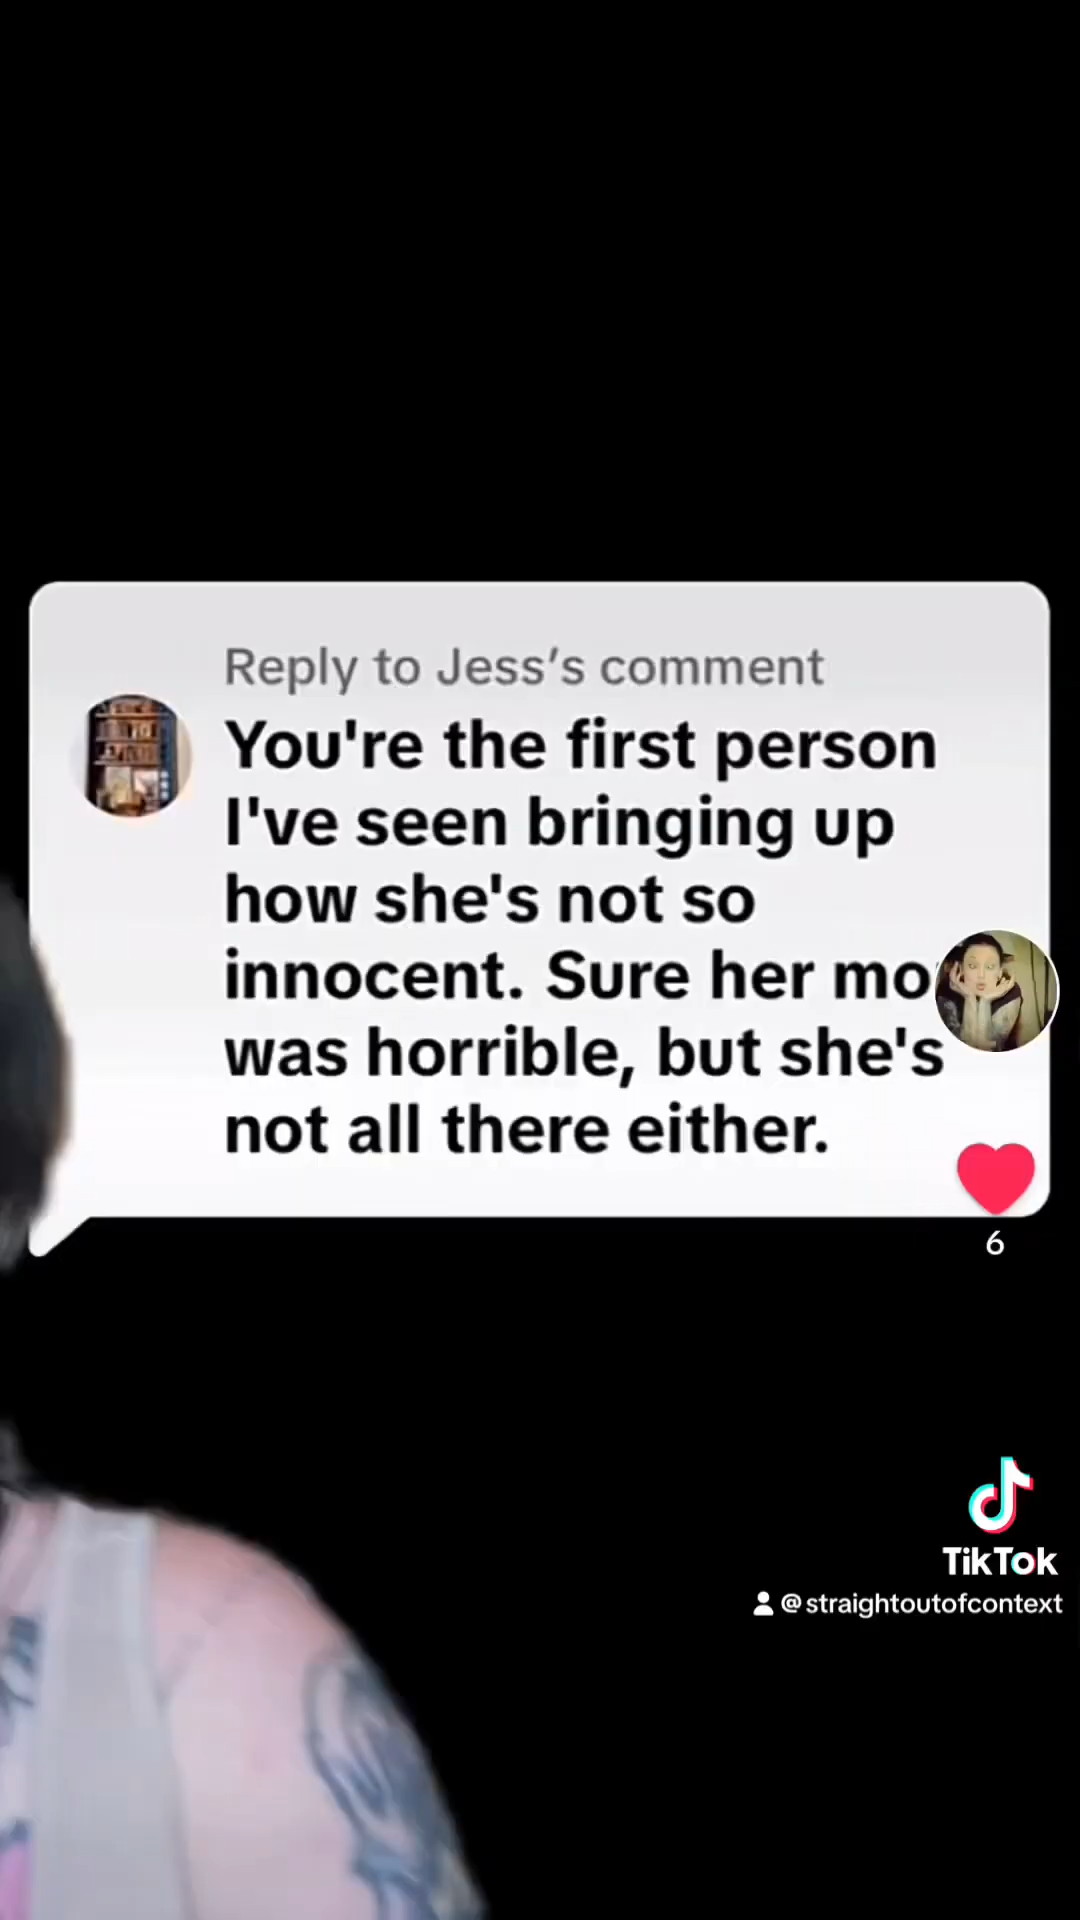 Reply to Jess's comment
You're the first person
I've seen bringing up
how she's not so
innocent. Sure her mo
was horrible, but she's
not all there either.
6
TikTok
@straightoutofcontext